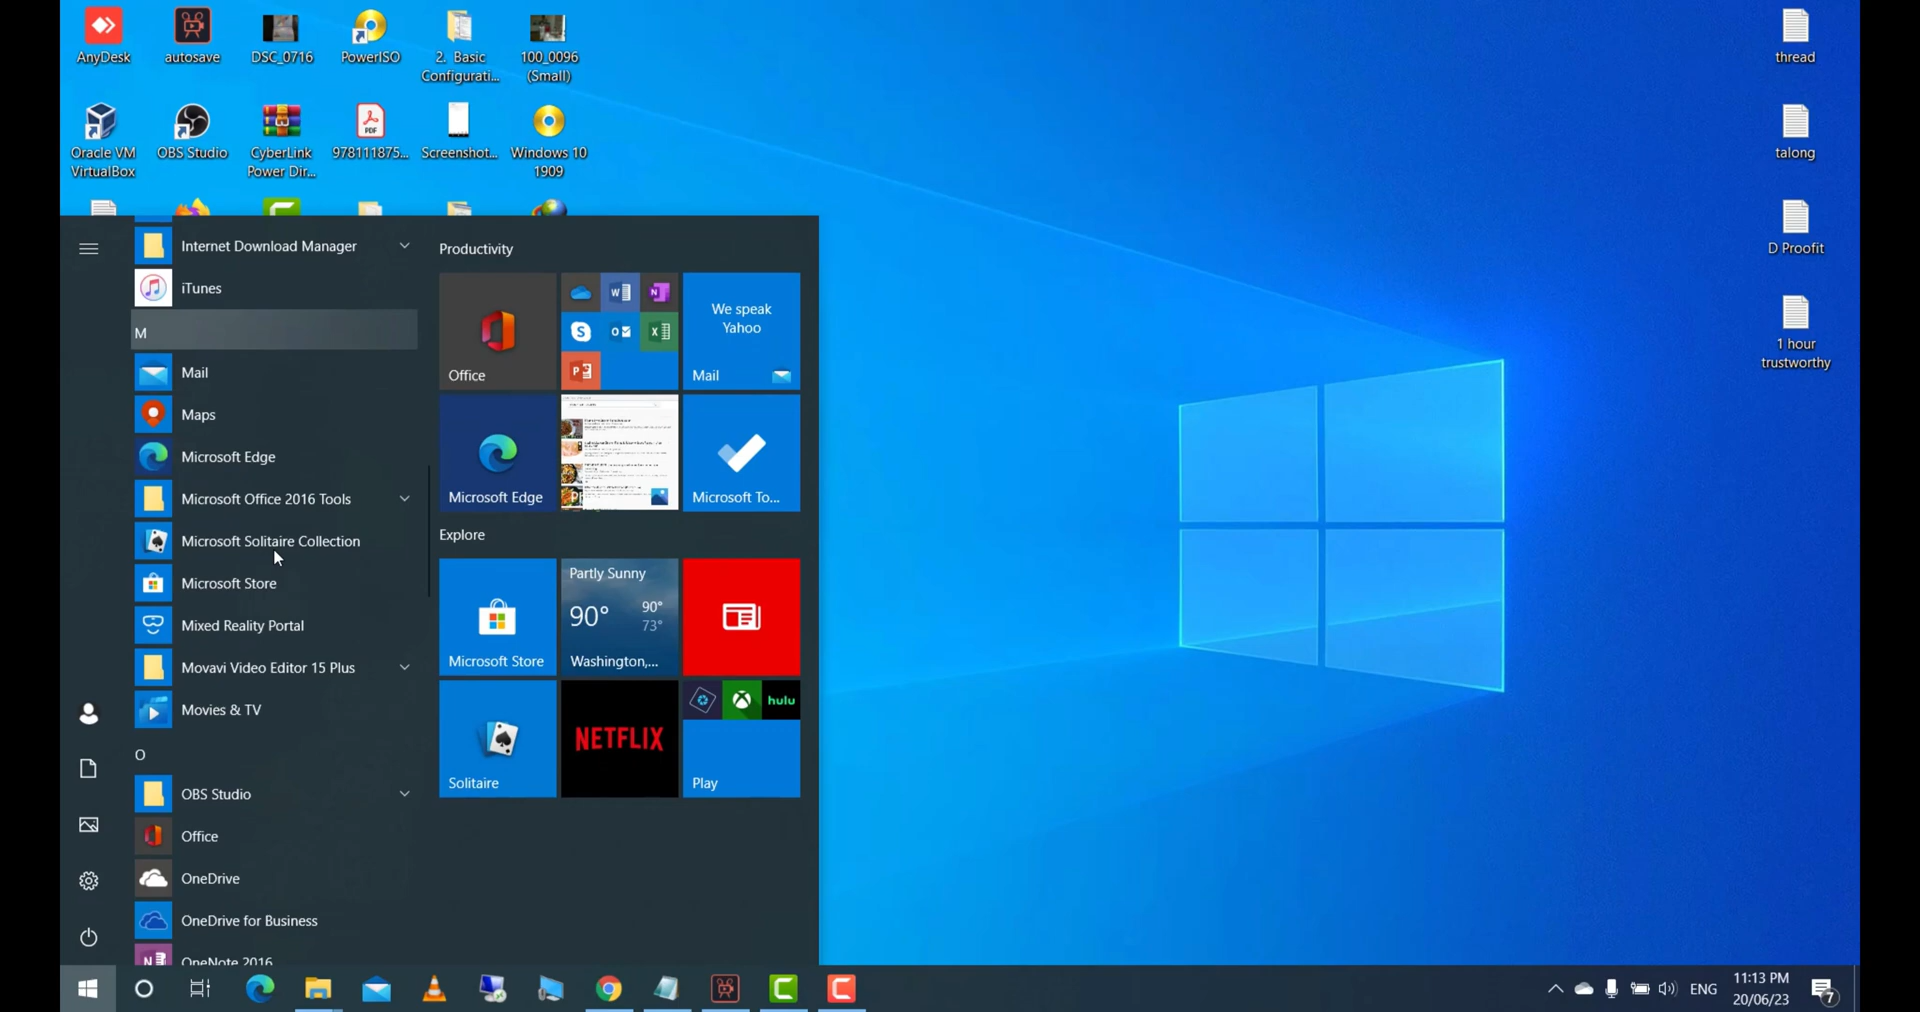 AnyDesk
autosave
DSC_0716
PowerISO
2. Basic
Configurati...
100_0096
(Small)
Oracle VM
VirtualBox
OBS Studio
CyberLink
Power Dir...
PDF
978111875...
Screenshot...
Windows 10
1909
thread
talong
D Proofit
1 hour
trustworthy
Internet Download Manager
iTunes
M
Mail
Maps
Microsoft Edge
Microsoft Office 2016 Tools
Microsoft Solitaire Collection
Microsoft Store
Mixed Reality Portal
Movavi Video Editor 15 Plus
Movies & TV
O
OBS Studio
Office
OneDrive
OneDrive for Business
OneNote 2016
Productivity
Office
We speak
Yahoo
Mail
Microsoft Edge
Microsoft To...
Explore
Microsoft Store
Partly Sunny
90° 90°
73°
Washington,...
Solitaire
NETFLIX
hulu
Play
ENG
11:13 PM
20/06/23
7